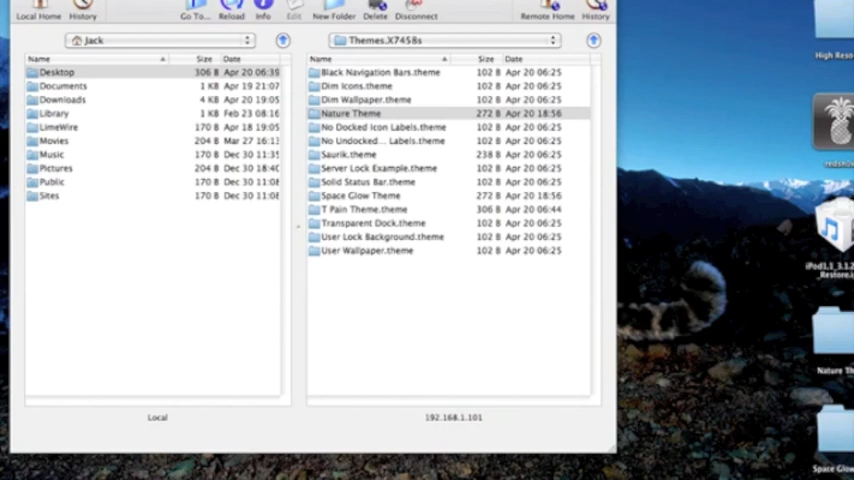 Local Home History Go To... Reload Info Edit New Folder Delete Disconnect Remote Home History
Jack
Themes.X7458s
Name Size Date
Desktop 306 B Apr 20 06:39
Documents 1 KB Apr 19 21:07
Downloads 4 KB Apr 20 19:05
Library 1 KB Feb 23 08:16
LimeWire 170 B Apr 18 19:05
Movies 204 B Mar 27 16:13
Music 170 B Dec 30 11:35
Pictures 204 B Dec 30 18:40
Public 170 B Dec 30 11:08
Sites 170 B Dec 30 11:08
Local
Name Size Date
Black Navigation Bars.theme 102 B Apr 20 06:25
Dim Icons.theme 102 B Apr 20 06:25
Dim Wallpaper.theme 102 B Apr 20 06:25
Nature Theme 272 B Apr 20 18:56
No Docked Icon Labels.theme 102 B Apr 20 06:25
No Undocked... Labels.theme 102 B Apr 20 06:25
Saurik.theme 238 B Apr 20 06:25
Server Lock Example.theme 102 B Apr 20 06:25
Solid Status Bar.theme 102 B Apr 20 06:25
Space Glow Theme 272 B Apr 20 18:56
T Pain Theme.theme 306 B Apr 20 06:44
Transparent Dock.theme 102 B Apr 20 06:25
User Lock Background.theme 102 B Apr 20 06:25
User Wallpaper.theme 102 B Apr 20 06:25
192.168.1.101
High Reso
iPod1,1_3.1.2
_Restore.i
Nature Th
Space Glow